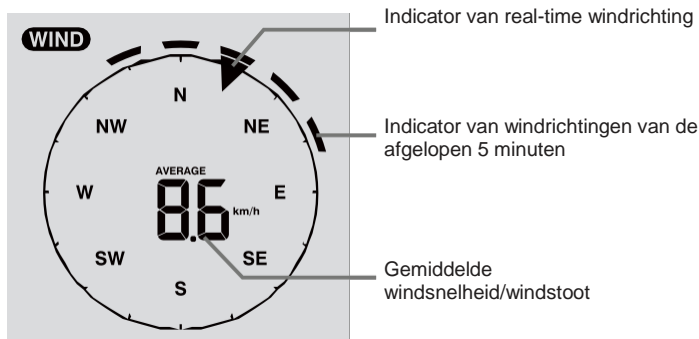 WIND
Indicator van real-time windrichting
N
NW
NE
Indicator van windrichtingen van de
afgelopen 5 minuten
AVERAGE
W
8.6 km/h
E
SW
SE
S
Gemiddelde
windsnelheid/windstoot